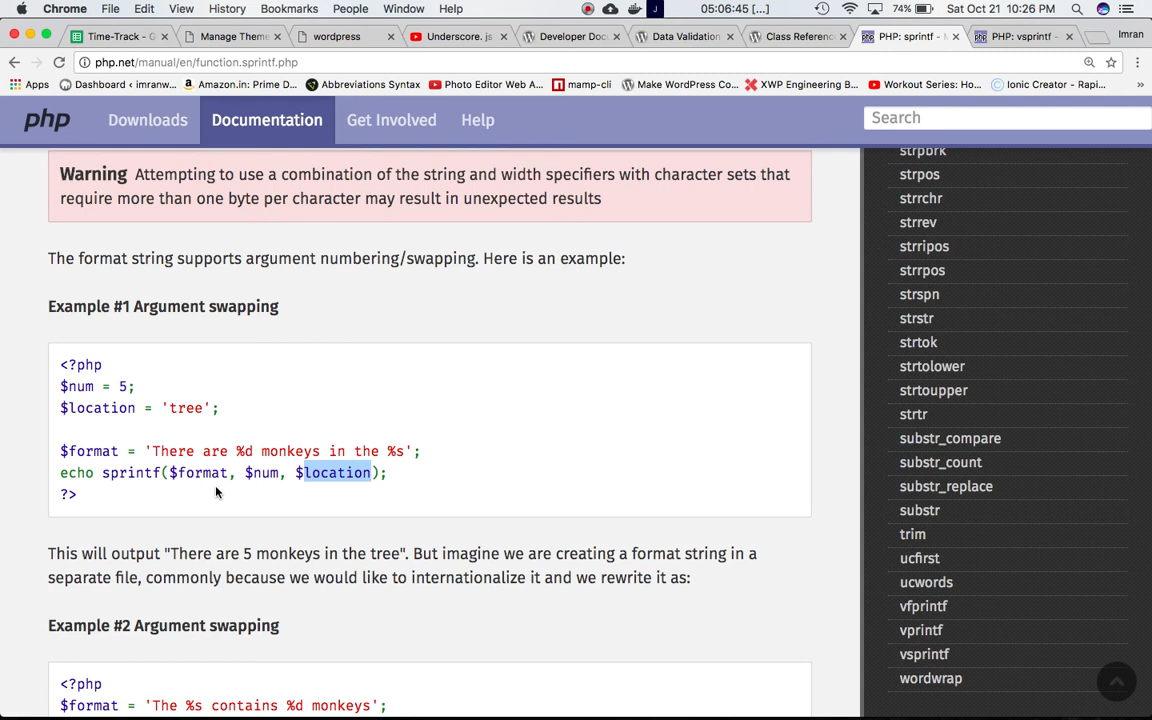 Chrome File Edit View History Bookmarks People Window Help 05:06:45 [...] 74% Sat Oct 21 10:26 PM
Time-Track - G Manage Theme wordpress Underscore.js Developer Doc Data Validation Class Reference PHP: sprintf - M PHP: vsprintf - Imran
php.net/manual/en/function.sprintf.php
Apps Dashboard ‹ imranw... Amazon.in: Prime D... Abbreviations Syntax Photo Editor Web A... mamp-cli Make WordPress Co... XWP Engineering B... Workout Series: Ho... Ionic Creator - Rapi... »
php Downloads Documentation Get Involved Help Search
Warning Attempting to use a combination of the string and width specifiers with character sets that
require more than one byte per character may result in unexpected results
The format string supports argument numbering/swapping. Here is an example:
Example #1 Argument swapping
<?php
$num = 5;
$location = 'tree';
$format = 'There are %d monkeys in the %s';
echo sprintf($format, $num, $location);
?>
This will output "There are 5 monkeys in the tree". But imagine we are creating a format string in a
separate file, commonly because we would like to internationalize it and we rewrite it as:
Example #2 Argument swapping
<?php
$format = 'The %s contains %d monkeys';
strpbrk
strpos
strrchr
strrev
strripos
strrpos
strspn
strstr
strtok
strtolower
strtoupper
strtr
substr_compare
substr_count
substr_replace
substr
trim
ucfirst
ucwords
vfprintf
vprintf
vsprintf
wordwrap